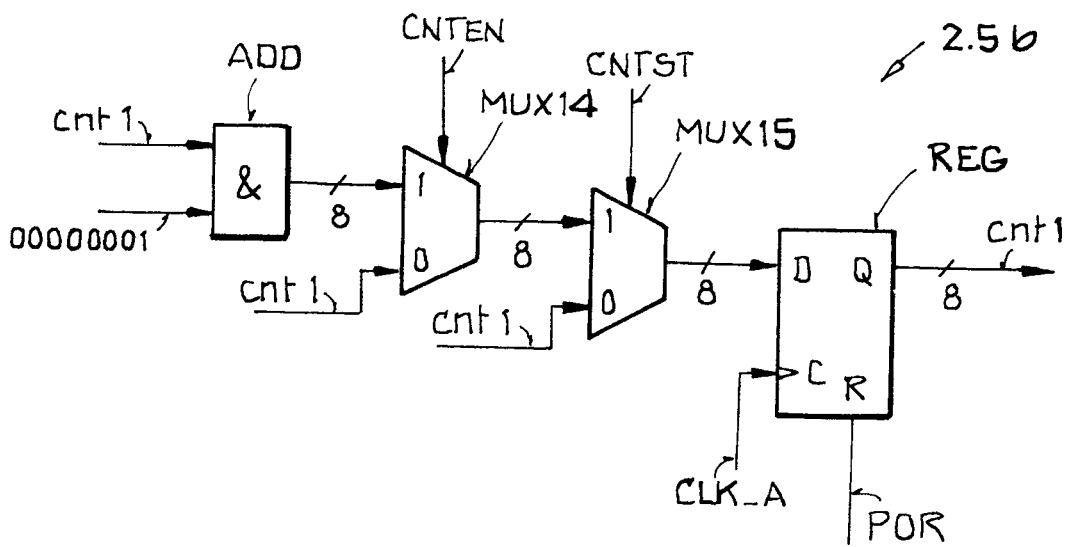 CNTEN
2.5b
ADD
CNTST
MUX14
cnt1
MUX15
REG
&
1
8
00000001
cnt1
0
8
1
cnt1
D Q
8
8
cnt1
0
C
R
CLK_A
POR